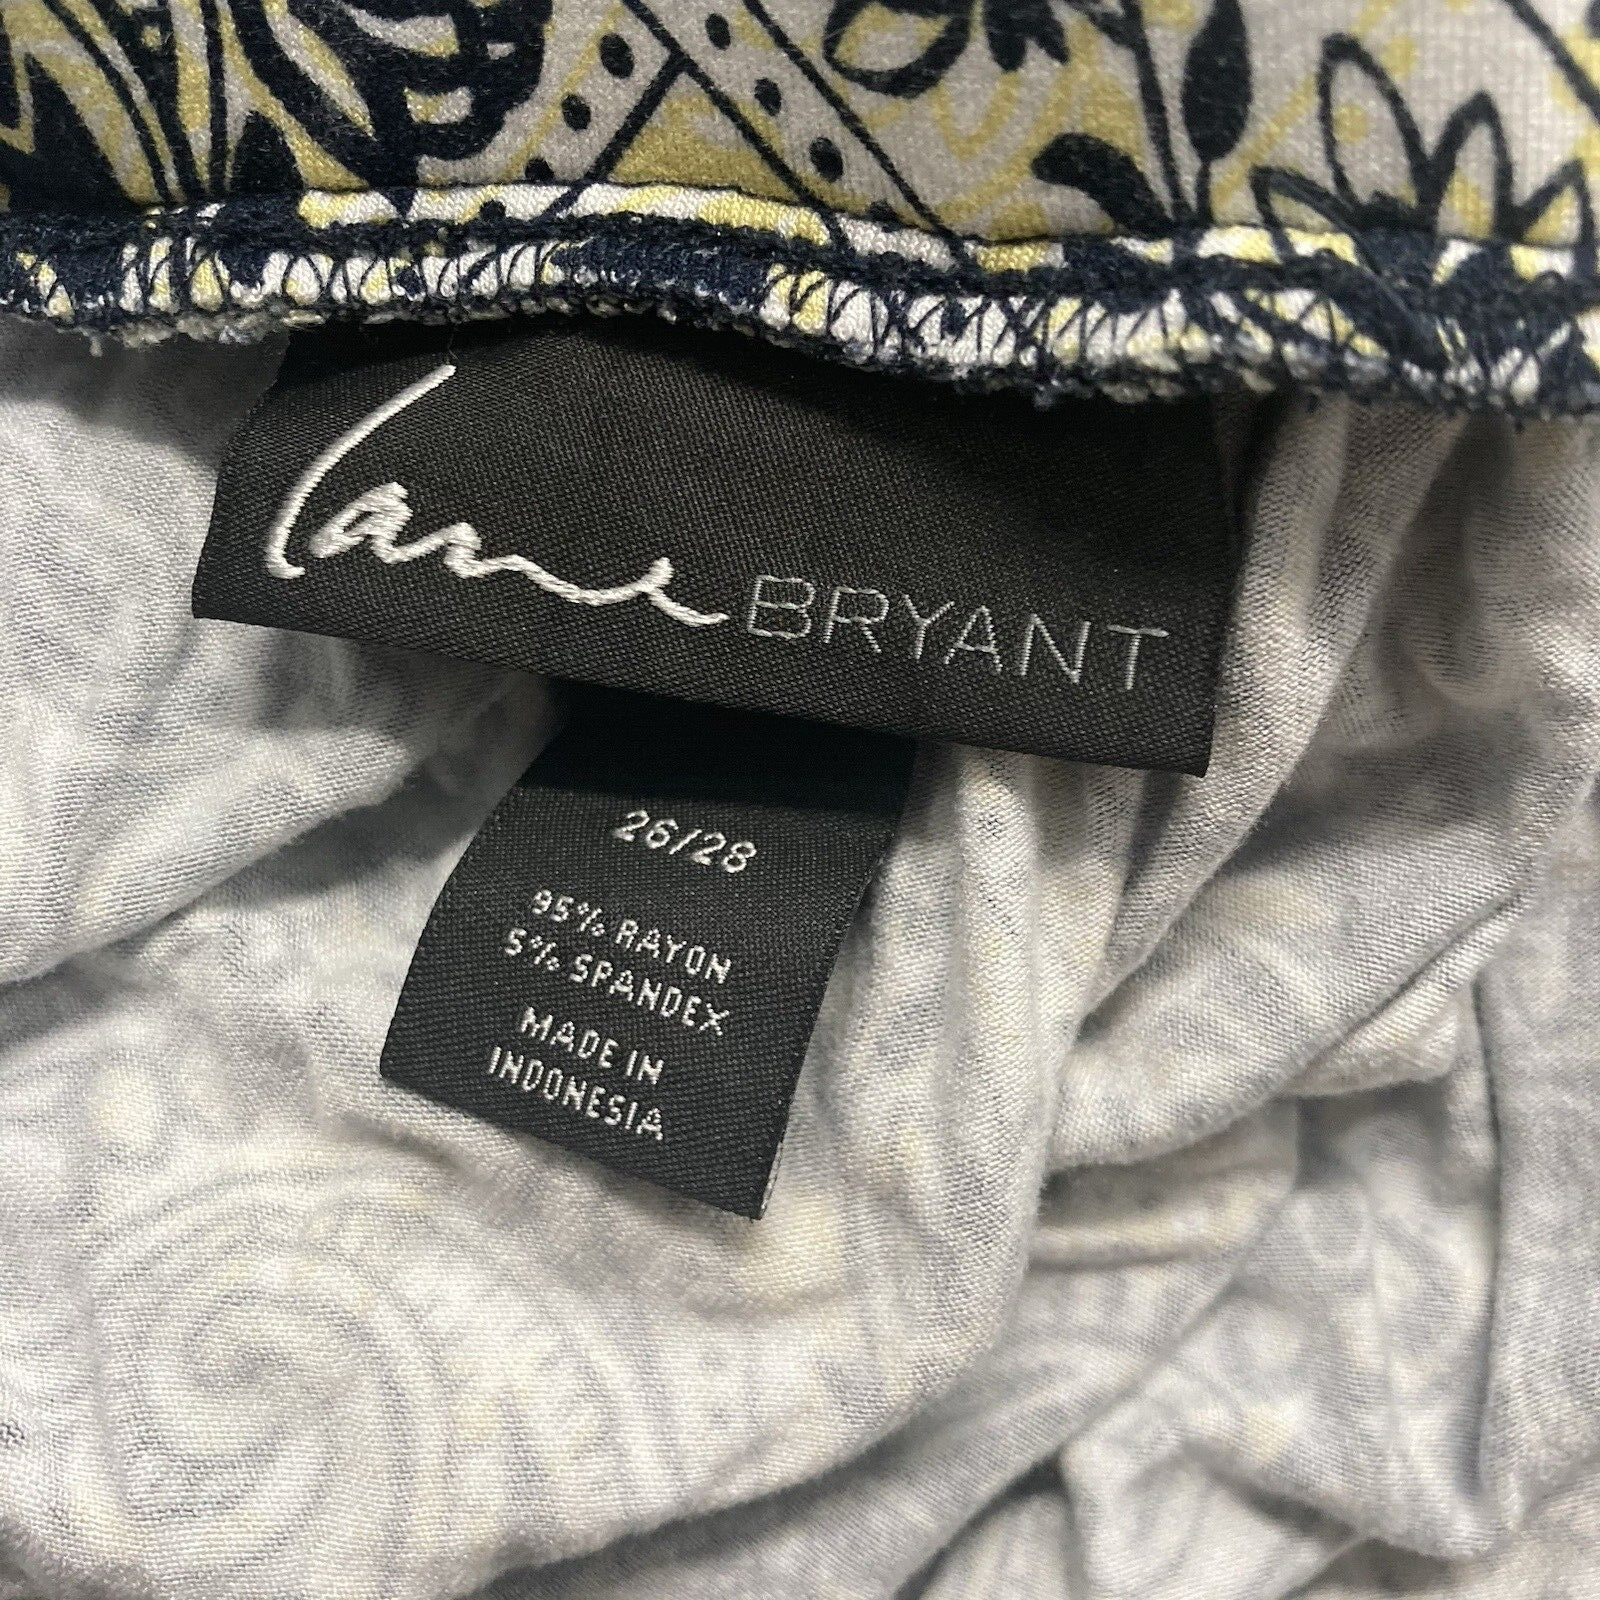 Lane BRYANT
26/28
95% RAYON
5% SPANDEX
MADE IN
INDONESIA